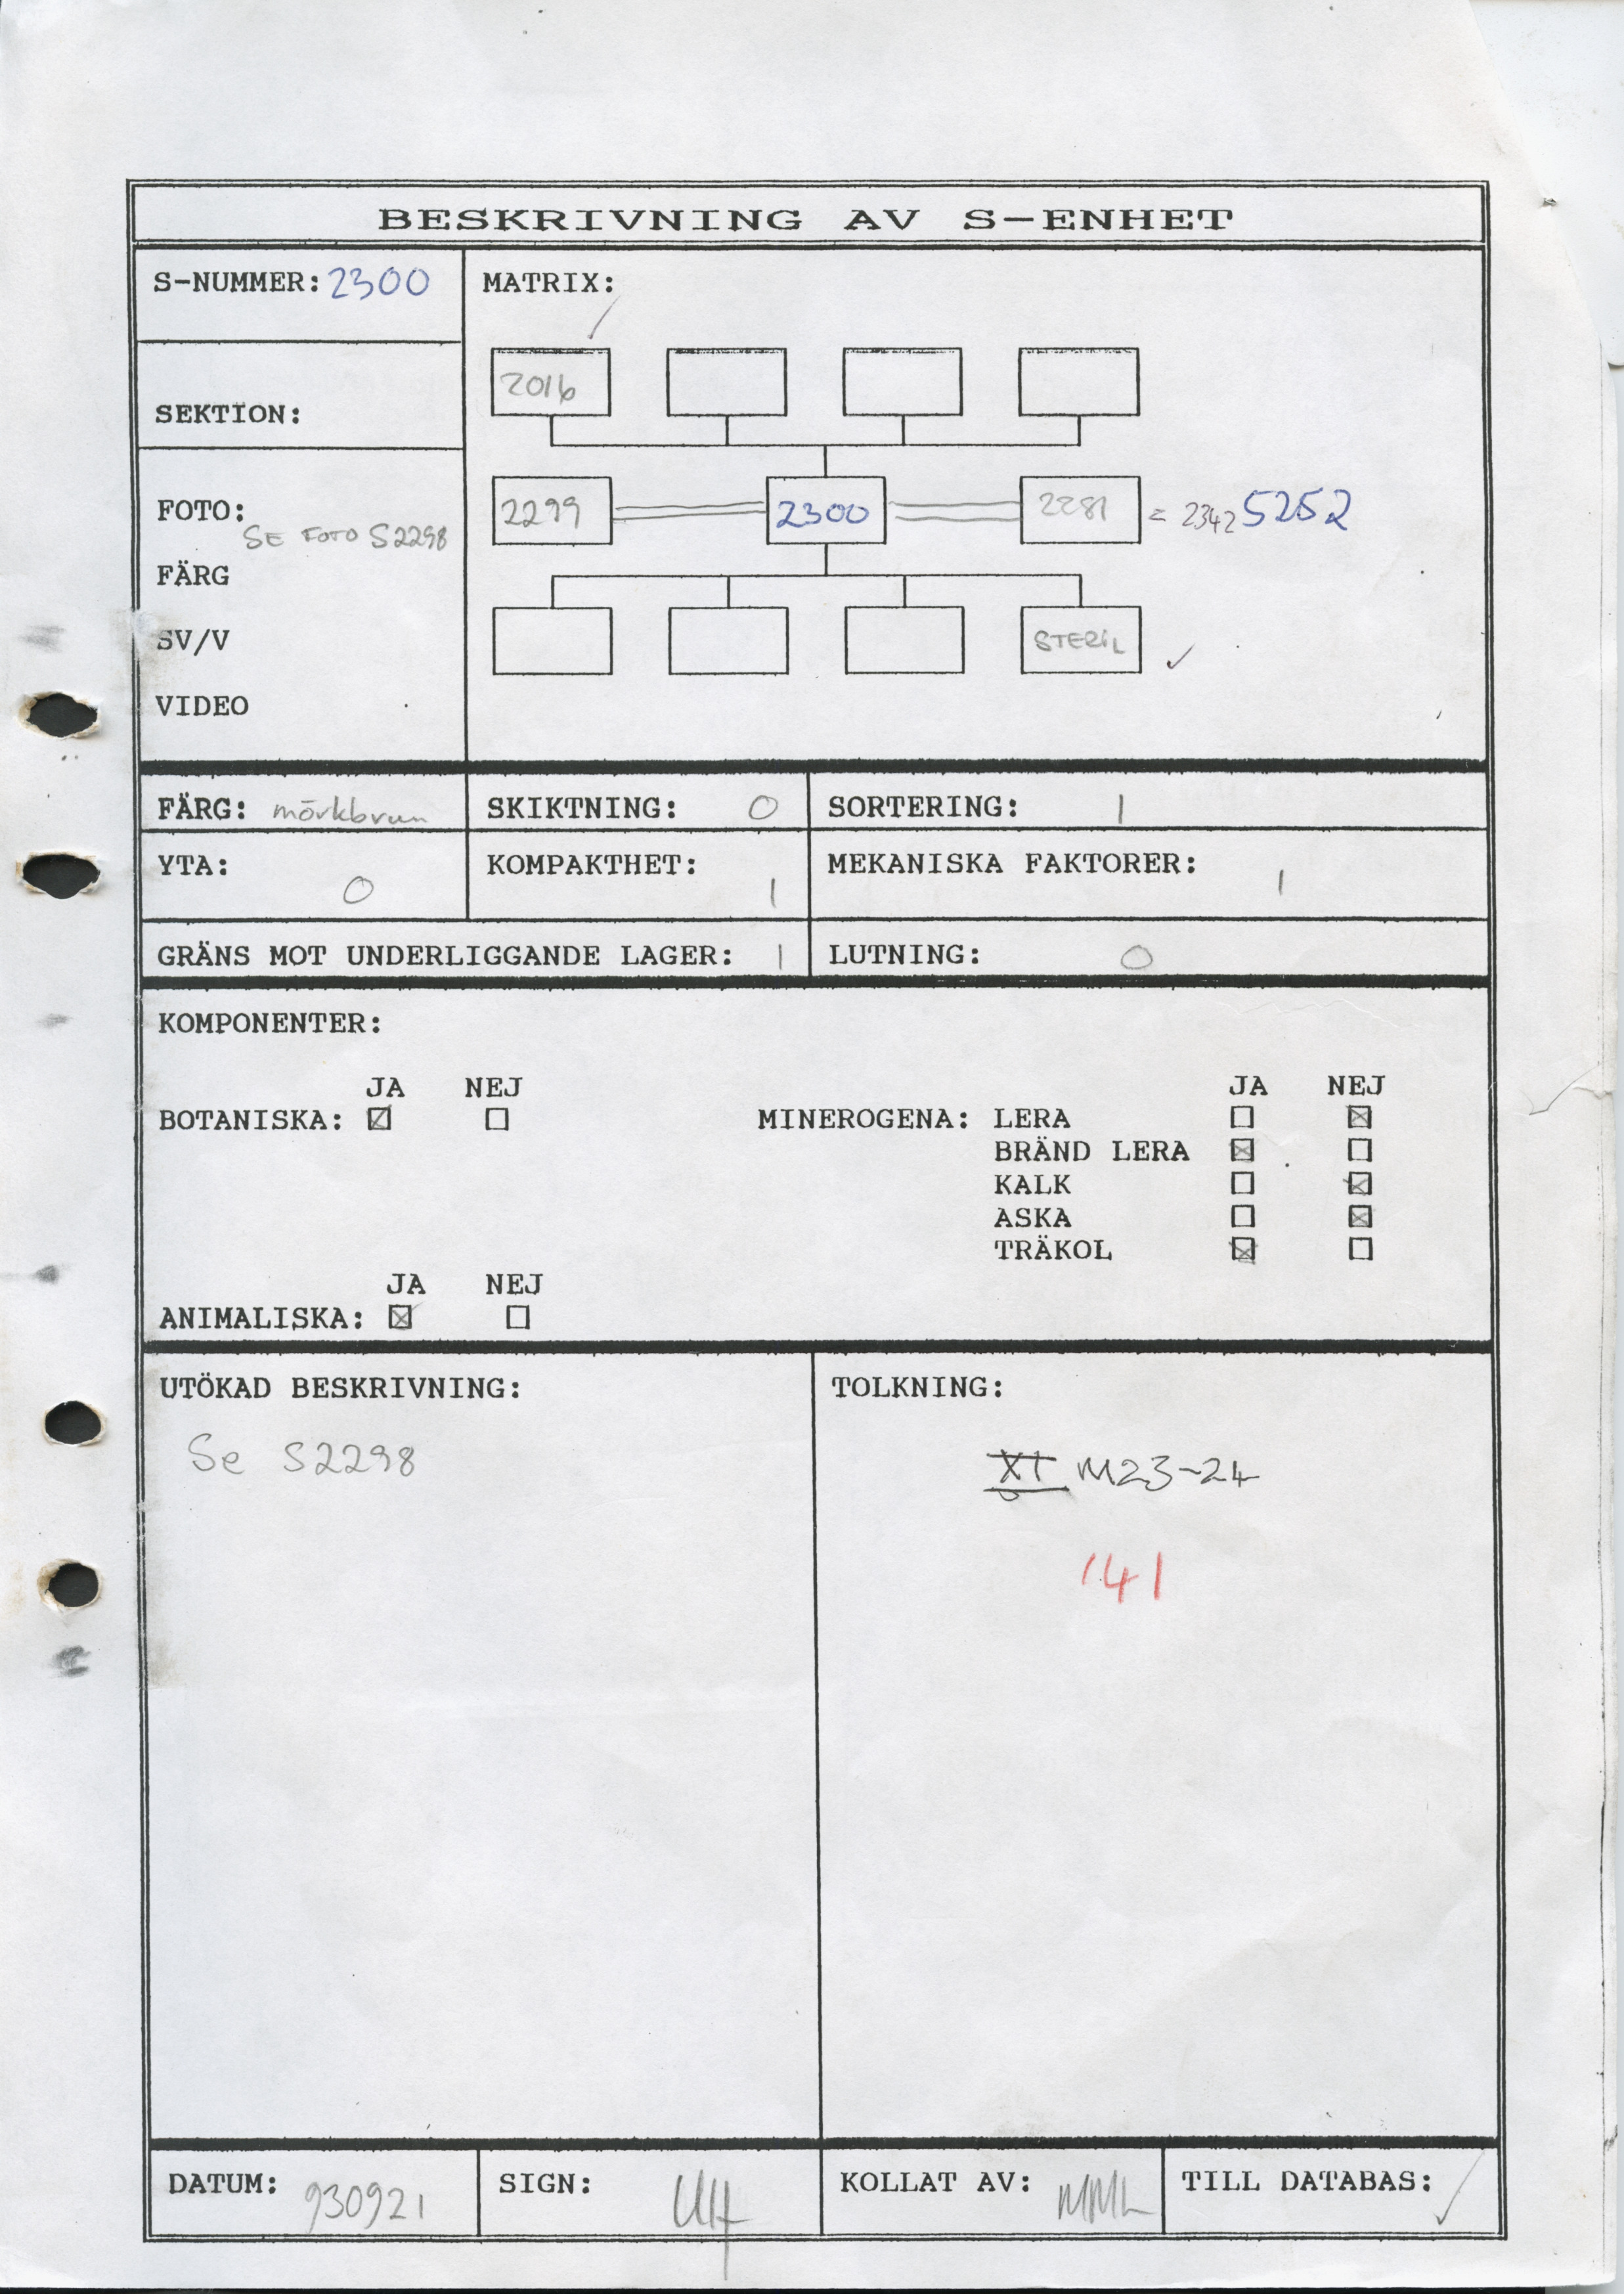 BESKRIVNING AV S-ENHET
S-NUMMER: 2300
MATRIX:
2016
SEKTION:
FOTO:
SE FOTO S2298
2299 2300 2281 = 2342 5252
FÄRG
SV/V
STERIL
VIDEO
FÄRG: mörkbrun SKIKTNING: 0 SORTERING: 1
YTA: 0 KOMPAKTHET: 1 MEKANISKA FAKTORER: 1
GRÄNS MOT UNDERLIGGANDE LAGER: 1 LUTNING: 0
KOMPONENTER:
JA NEJ JA NEJ
BOTANISKA: MINEROGENA: LERA
BRÄND LERA
KALK
ASKA
TRÄKOL
JA NEJ
ANIMALISKA:
UTÖKAD BESKRIVNING: TOLKNING:
Se S2298
XI M23-24
141
DATUM: 930921 SIGN: KOLLAT AV: MML TILL DATABAS: